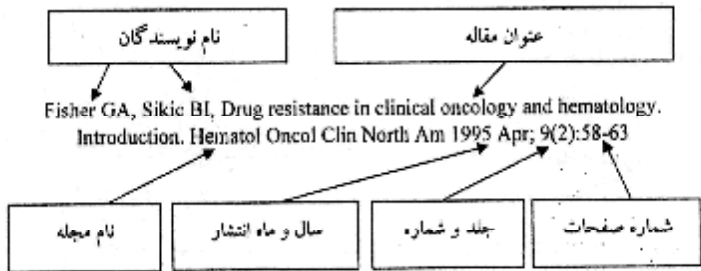 نام نویسندگان
عنوان مقاله
Fisher GA, Sikic BI, Drug resistance in clinical oncology and hematology.
Introduction. Hematol Oncol Clin North Am 1995 Apr; 9(2):58-63
نام مجله
سال و ماه انتشار
جلد و شماره
شماره صفحات